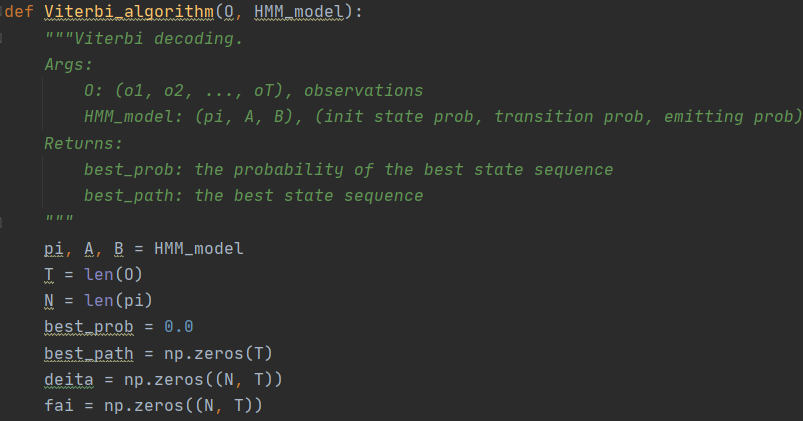 def Viterbi_algorithm(O, HMM_model):
"""Viterbi decoding.
Args:
O: (o1, o2, ..., oT), observations
HMM_model: (pi, A, B), (init state prob, transition prob, emitting prob)
Returns:
best_prob: the probability of the best state sequence
best_path: the best state sequence
"""
pi, A, B = HMM_model
T = len(O)
N = len(pi)
best_prob = 0.0
best_path = np.zeros(T)
deita = np.zeros((N, T))
fai = np.zeros((N, T))